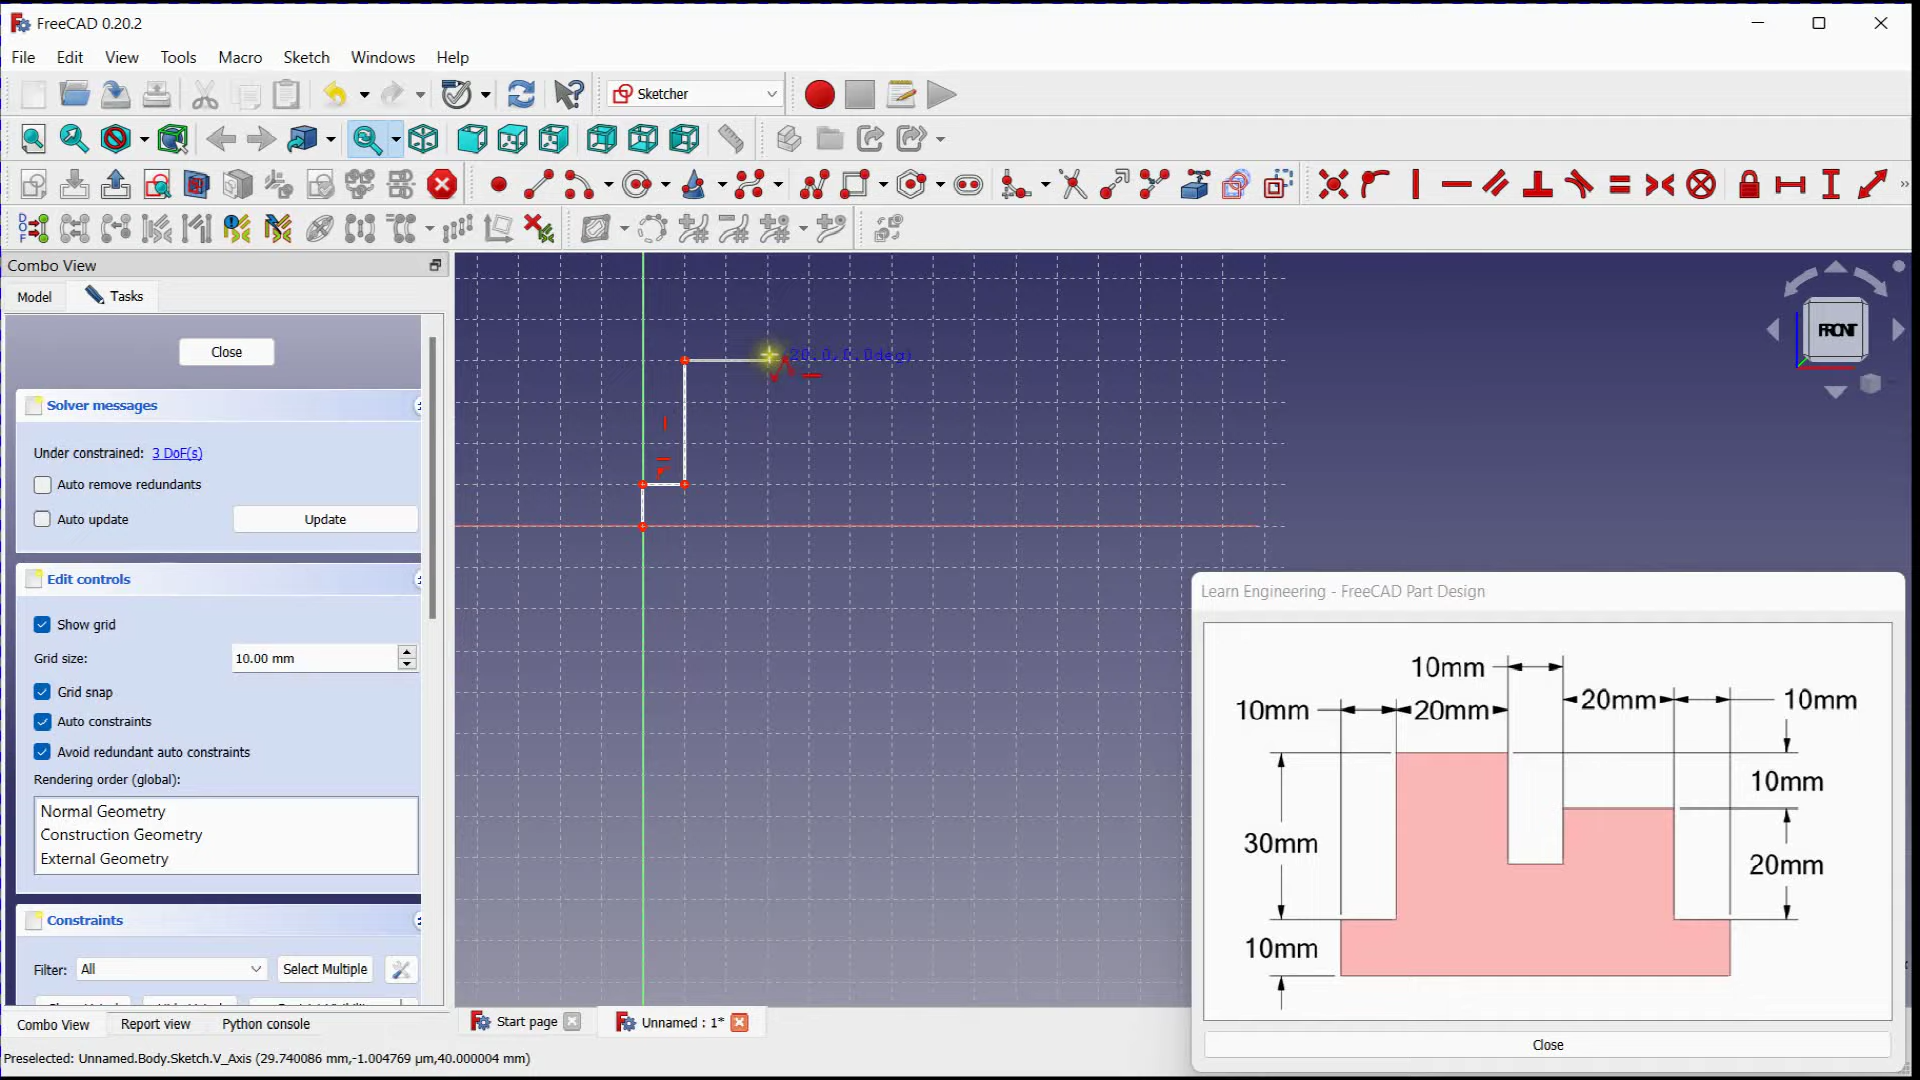 FreeCAD 0.20.2
File Edit View Tools Macro Sketch Windows Help
Sketcher
Combo View
Model Tasks
Close
Solver messages
Under constrained: 3 DoF(s)
Auto remove redundants
Auto update Update
Edit controls
Show grid
Grid size: 10.00 mm
Grid snap
Auto constraints
Avoid redundant auto constraints
Rendering order (global):
Normal Geometry
Construction Geometry
External Geometry
Constraints
Filter: All Select Multiple
Combo View Report view Python console
FRONT
Start page Unnamed : 1*
Learn Engineering - FreeCAD Part Design
10mm
10mm 20mm 20mm 10mm
10mm
30mm
20mm
10mm
Close
Preselected: Unnamed.Body.Sketch.V_Axis (29.740086 mm,-1.004769 µm,40.000004 mm)